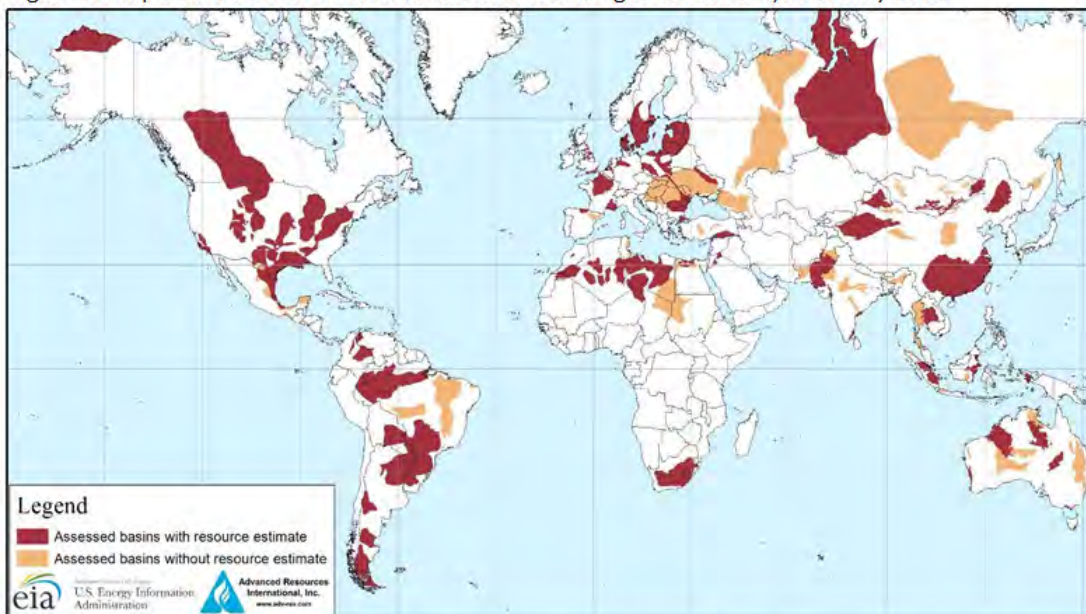 Legend
Assessed basins with resource estimate
Assessed basins without resource estimate
eia
U.S. Energy Information
Administration
Advanced Resources
International, Inc.
www.adv-res.com